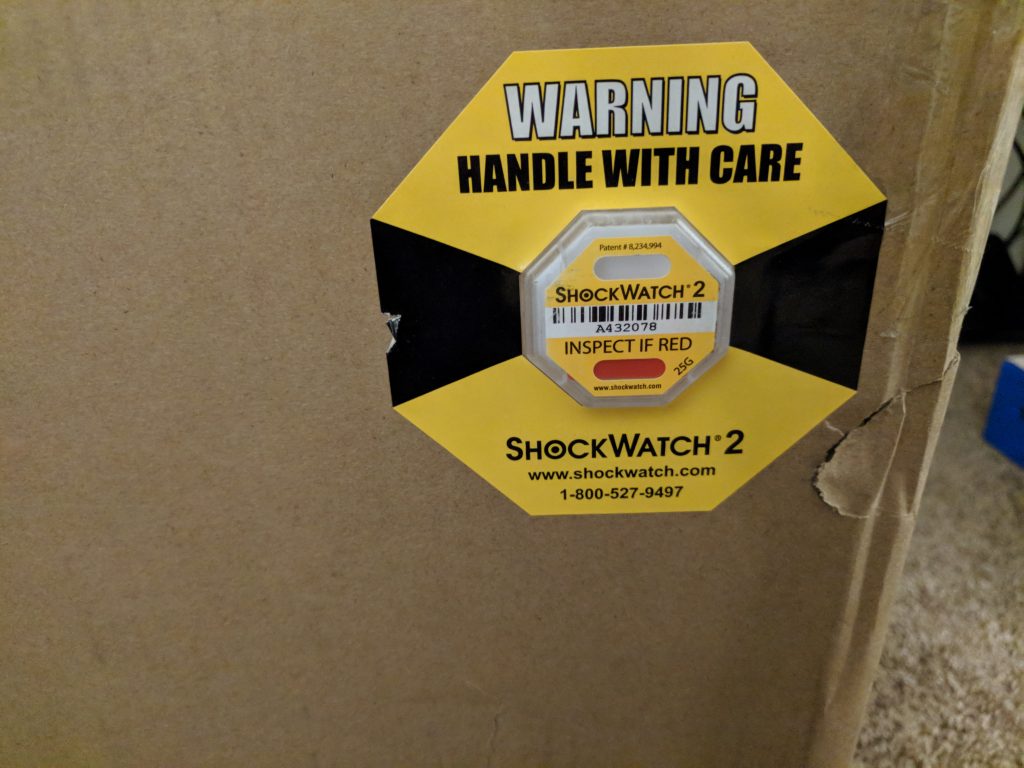 WARNING
HANDLE WITH CARE
Patent # 8,234,994
SHOCKWATCH® 2
A432078
INSPECT IF RED
25G
www.shockwatch.com
SHOCKWATCH® 2
www.shockwatch.com
1-800-527-9497